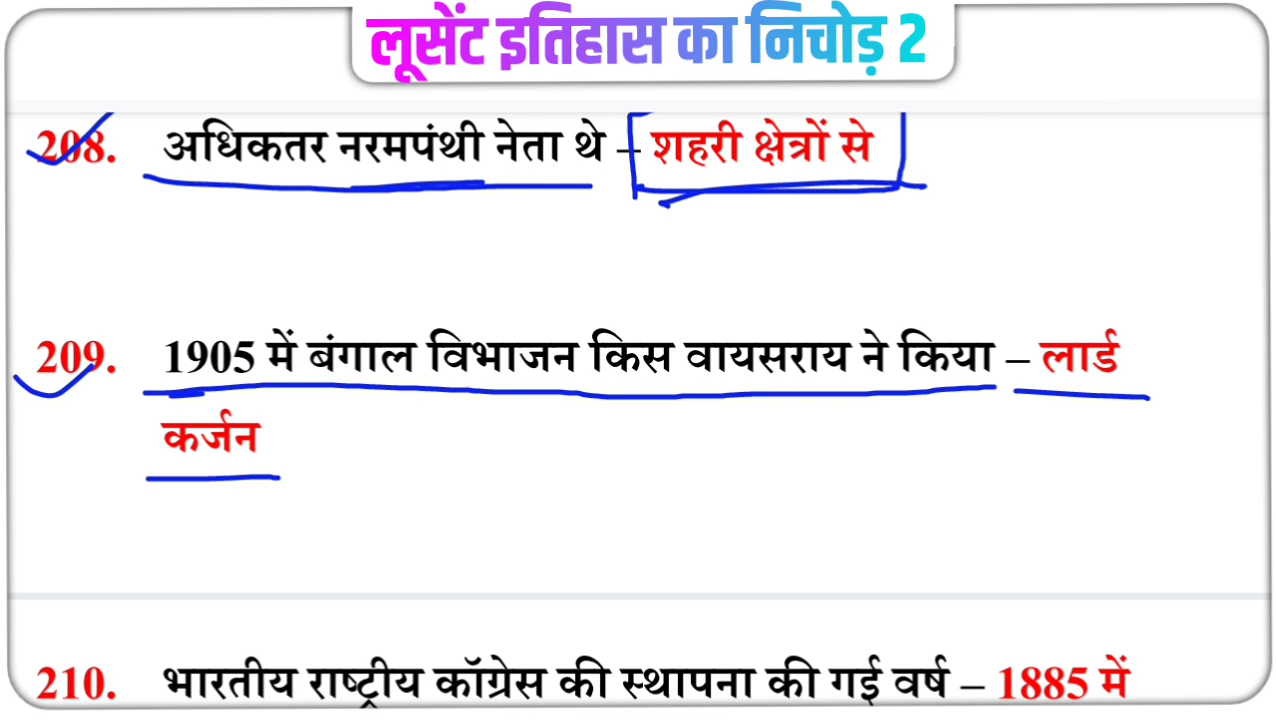 लूसेंट इतिहास का निचोड़ 2
208. अधिकतर नरमपंथी नेता थे – शहरी क्षेत्रों से
209. 1905 में बंगाल विभाजन किस वायसराय ने किया – लार्ड
कर्जन
210. भारतीय राष्ट्रीय कॉग्रेस की स्थापना की गई वर्ष – 1885 में